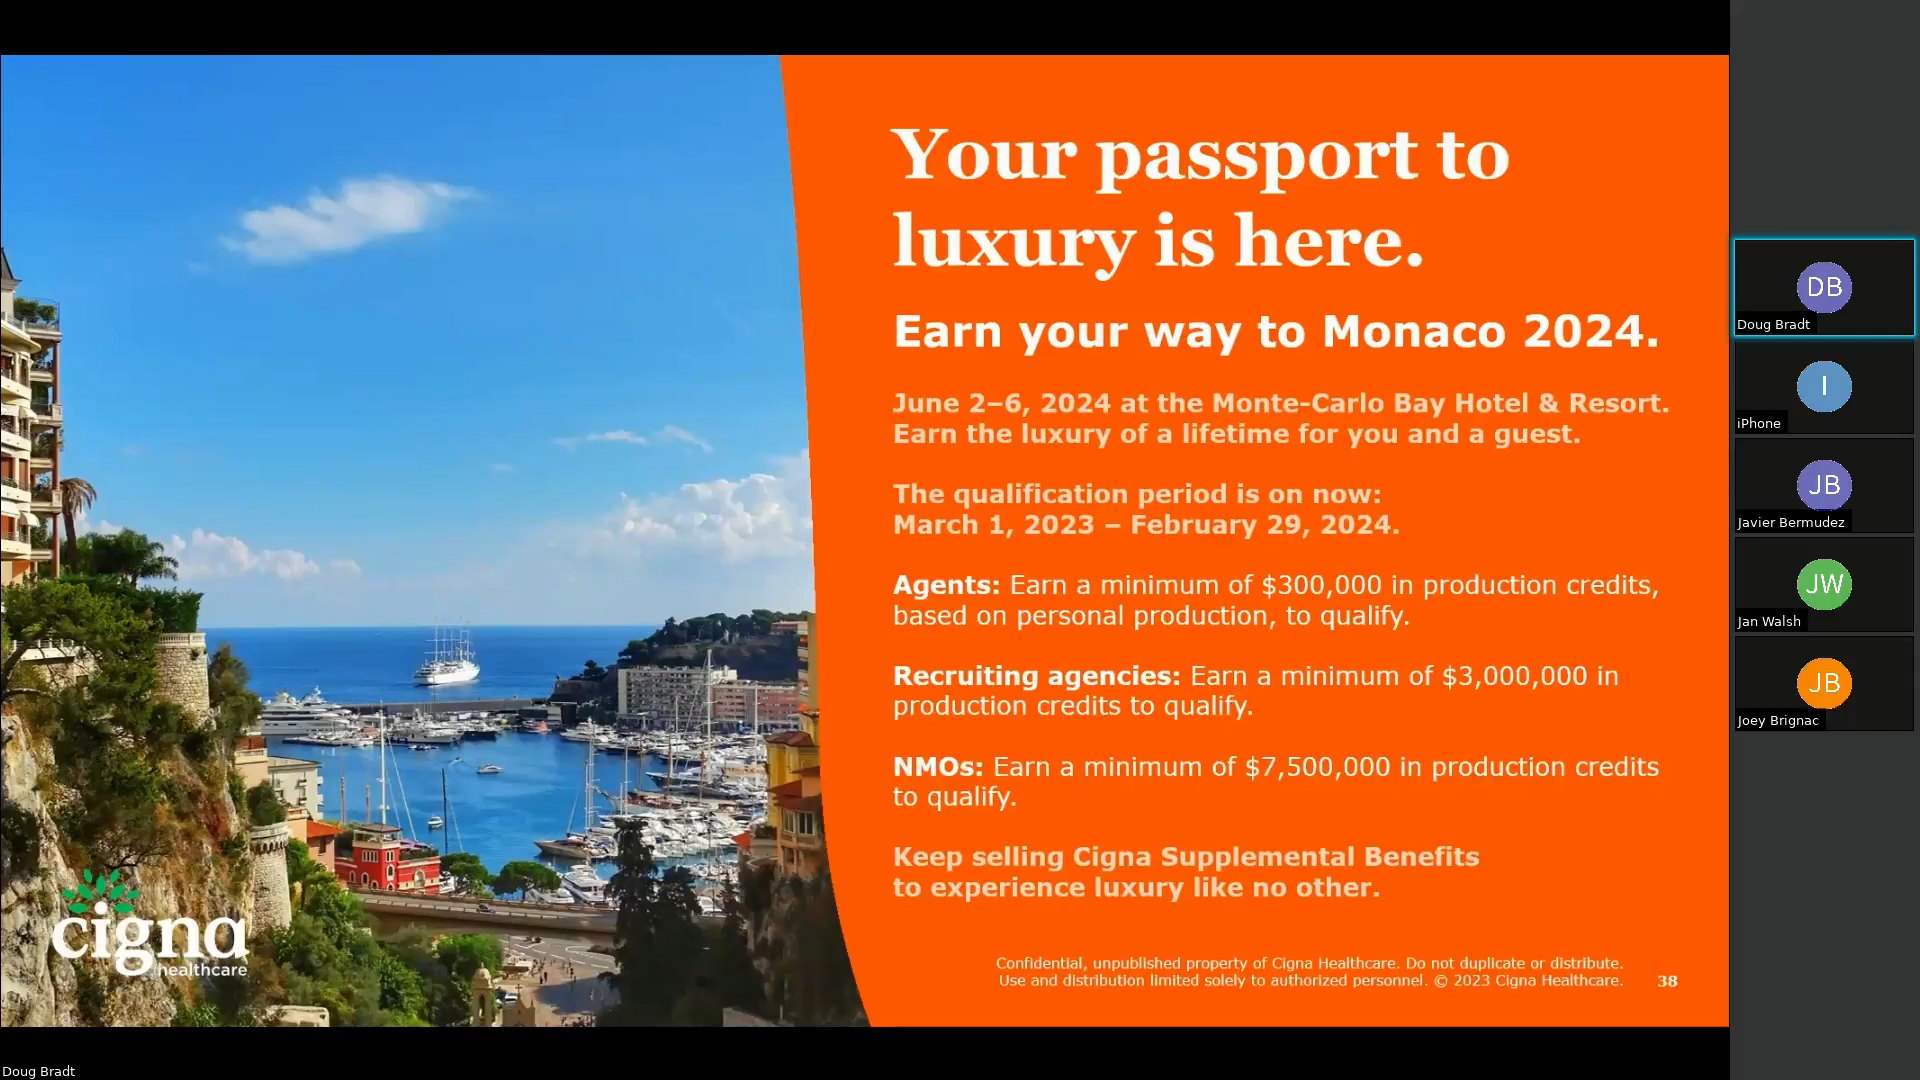 Your passport to
luxury is here.
Earn your way to Monaco 2024.
June 2–6, 2024 at the Monte-Carlo Bay Hotel & Resort.
Earn the luxury of a lifetime for you and a guest.
The qualification period is on now:
March 1, 2023 – February 29, 2024.
Agents: Earn a minimum of $300,000 in production credits,
based on personal production, to qualify.
Recruiting agencies: Earn a minimum of $3,000,000 in
production credits to qualify.
NMOs: Earn a minimum of $7,500,000 in production credits
to qualify.
Keep selling Cigna Supplemental Benefits
to experience luxury like no other.
cigna
healthcare
Confidential, unpublished property of Cigna Healthcare. Do not duplicate or distribute.
Use and distribution limited solely to authorized personnel. © 2023 Cigna Healthcare.
38
DB
Doug Bradt
I
iPhone
JB
Javier Bermudez
JW
Jan Walsh
JB
Joey Brignac
Doug Bradt